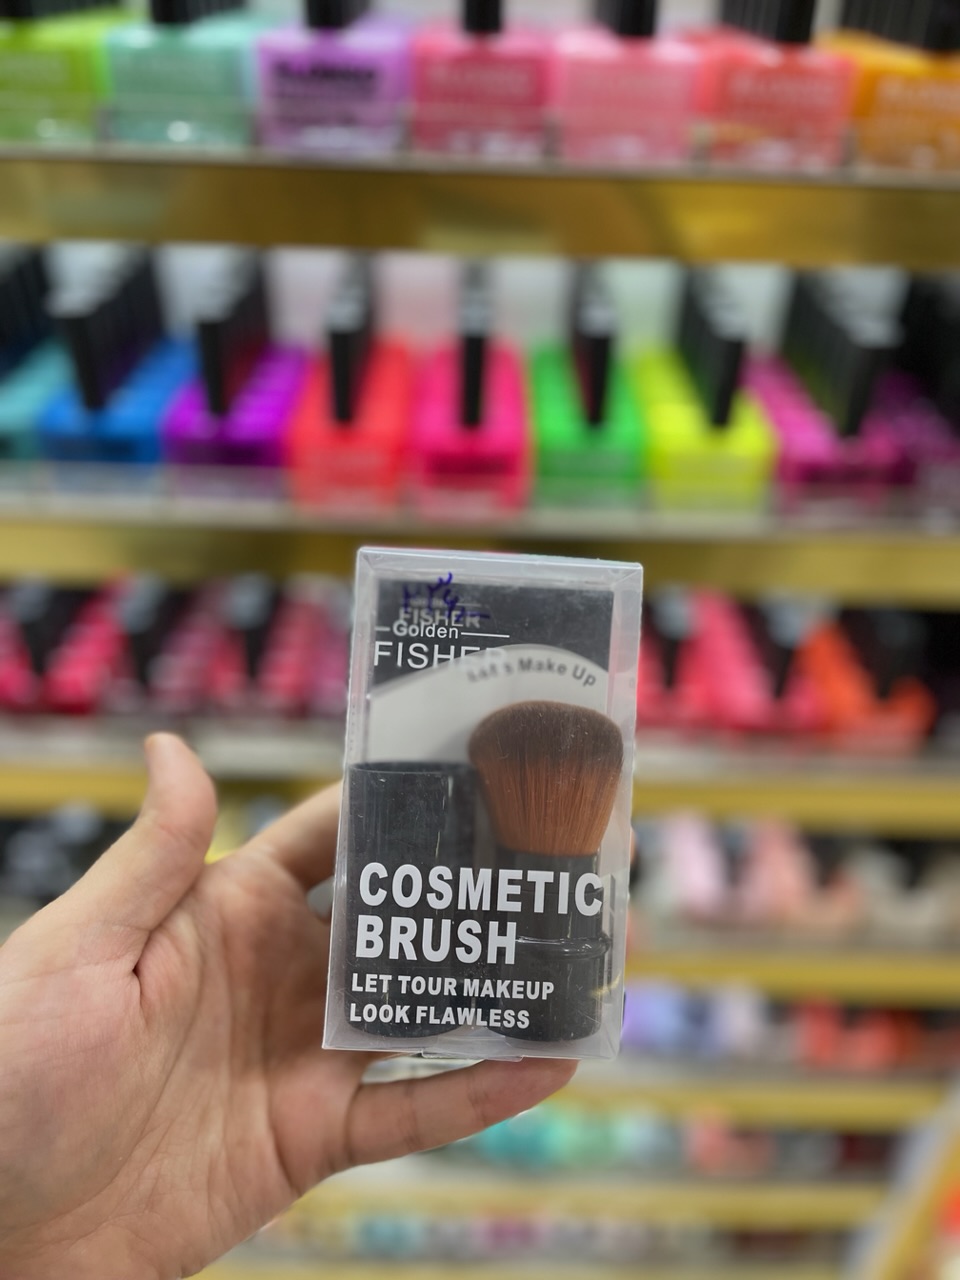 FISHER
Golden
FISHER
Let's Make Up
COSMETIC
BRUSH
LET TOUR MAKEUP
LOOK FLAWLESS